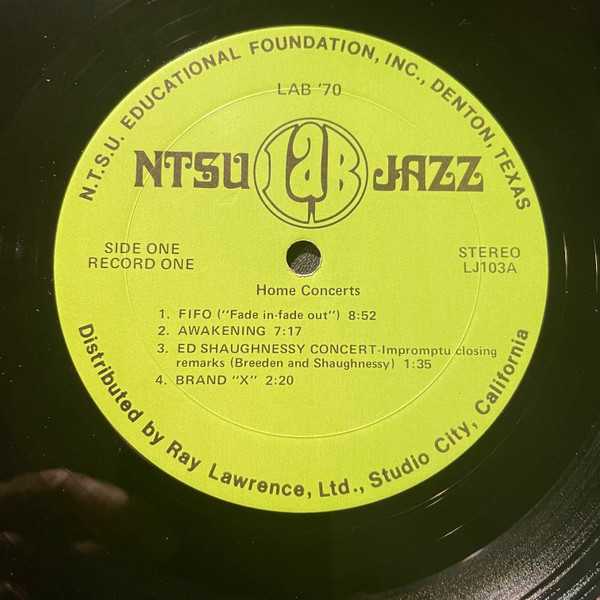 N.T.S.U. EDUCATIONAL FOUNDATION, INC., DENTON, TEXAS
LAB '70
NTSU LAB JAZZ
SIDE ONE
RECORD ONE
STEREO
LJ103A
Home Concerts
1. FIFO ("Fade in-fade out") 8:52
2. AWAKENING 7:17
3. ED SHAUGHNESSY CONCERT-Impromptu closing
remarks (Breeden and Shaughnessy) 1:35
4. BRAND "X" 2:20
Distributed by Ray Lawrence, Ltd., Studio City, California